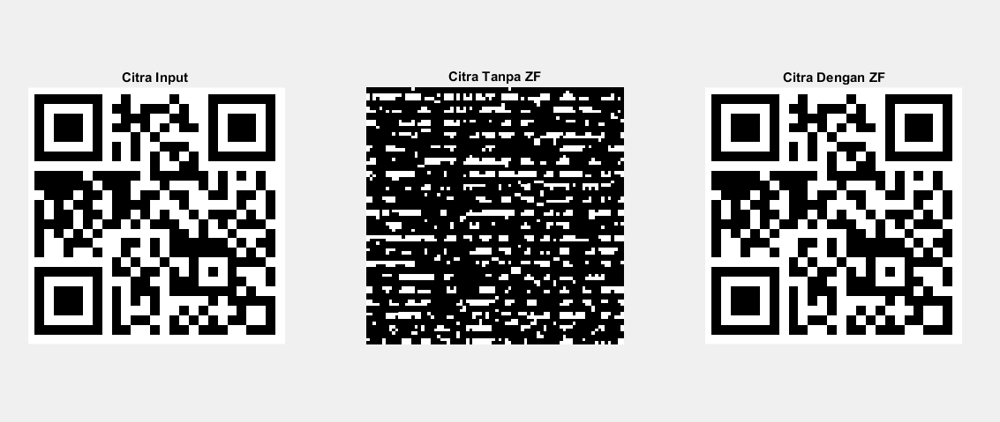 Citra Input
Citra Tanpa ZF
Citra Dengan ZF